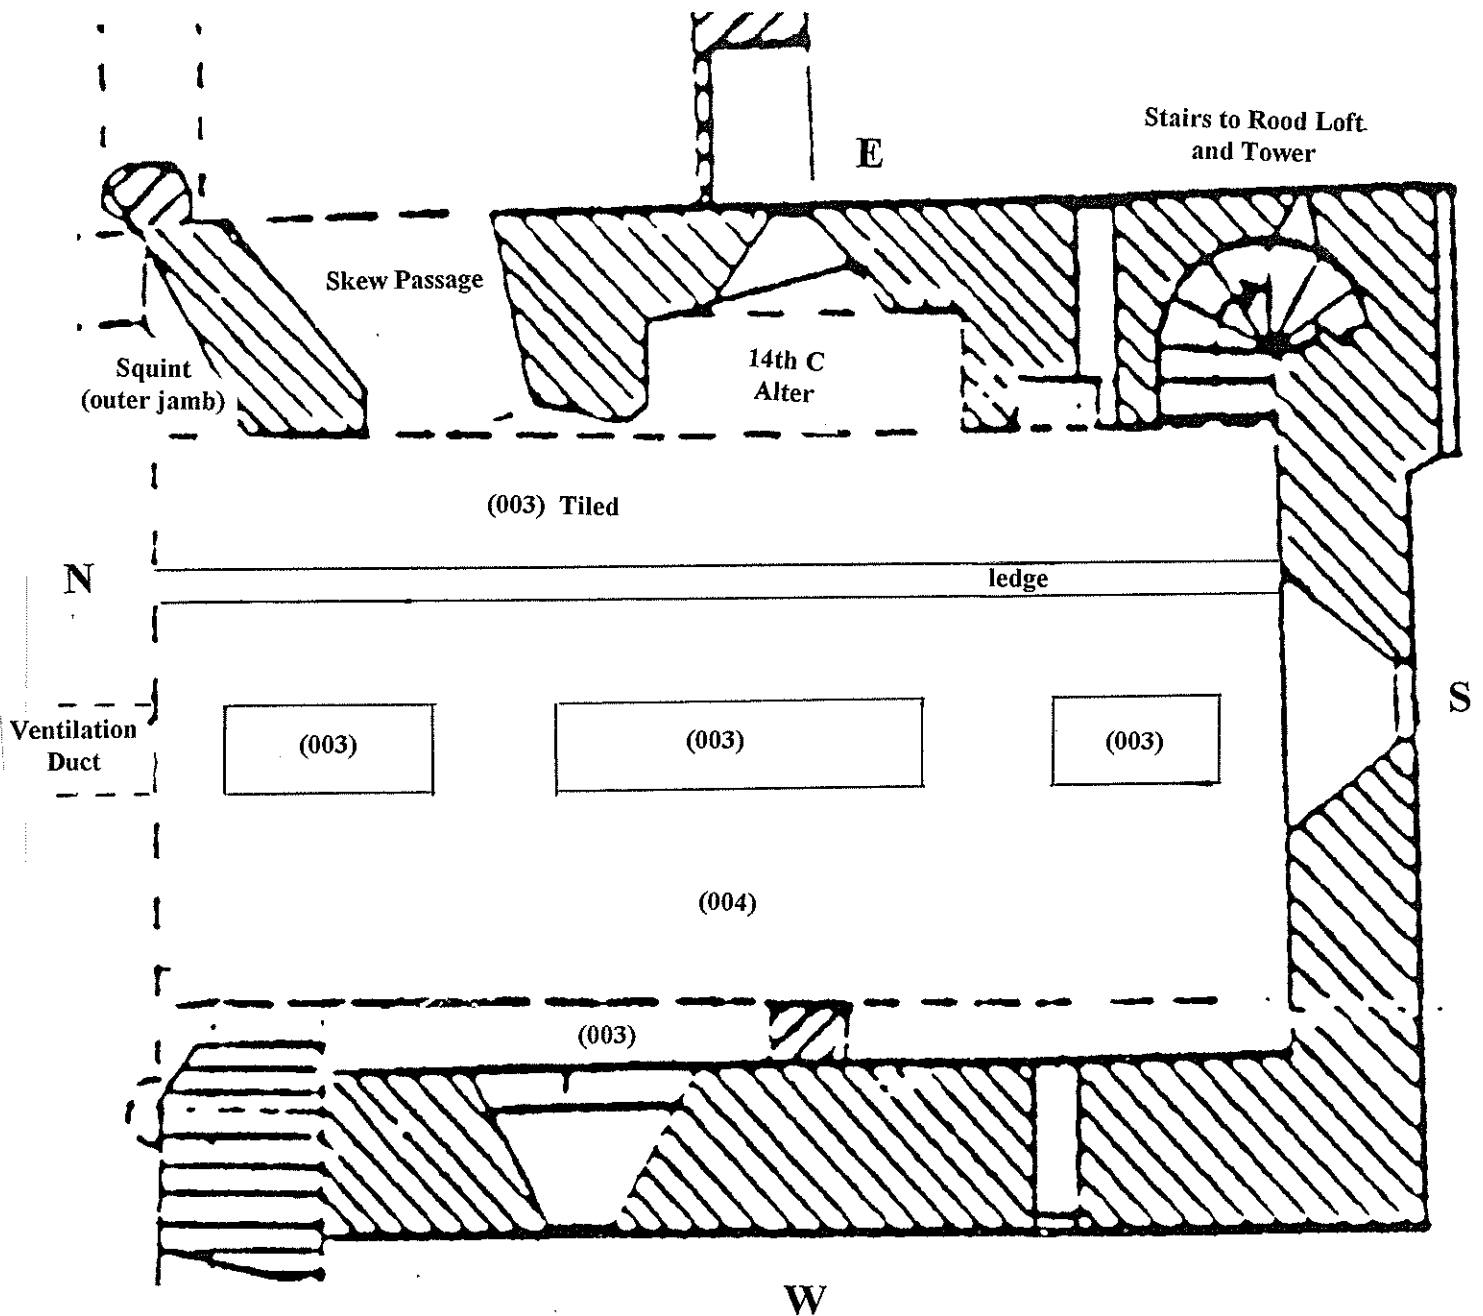 E
Stairs to Rood Loft
and Tower
Skew Passage
Squint
(outer jamb)
14th C
Alter
(003) Tiled
ledge
N
S
Ventilation
Duct
(003)
(003)
(003)
(004)
(003)
W